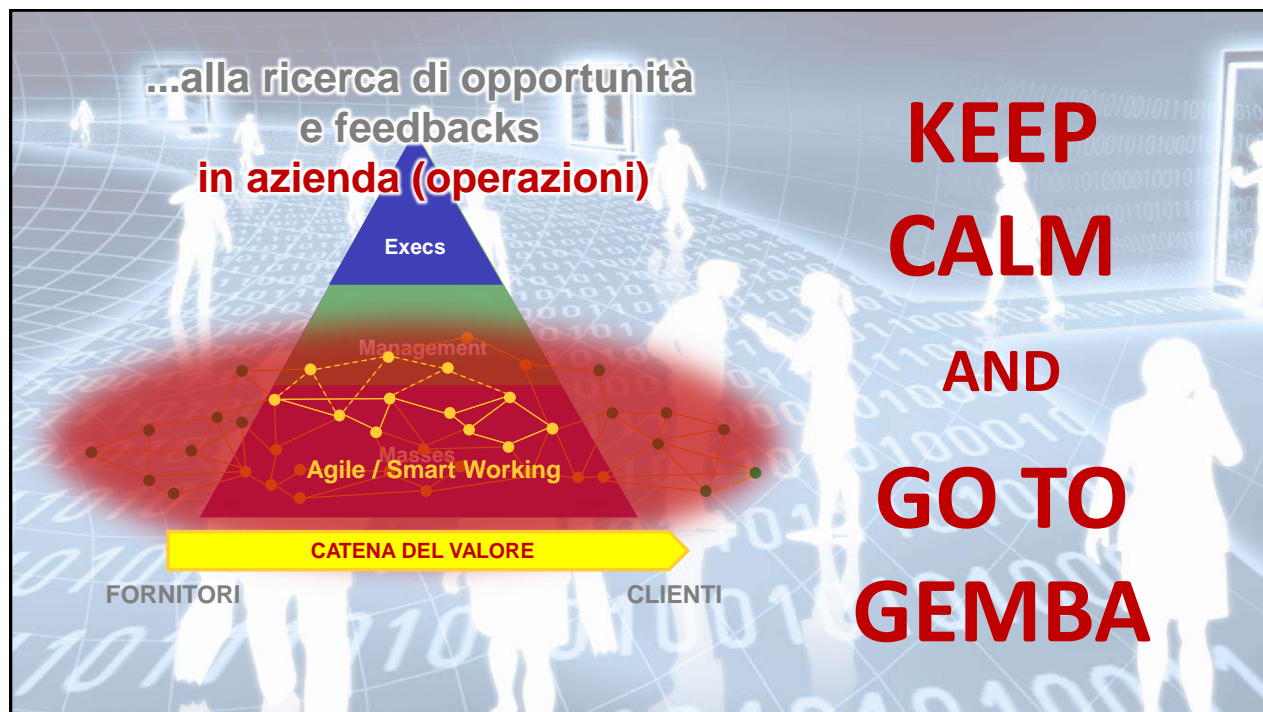 ...alla ricerca di opportunità
e feedbacks
in azienda (operazioni)
Execs
Management
Masses
Agile / Smart Working
CATENA DEL VALORE
FORNITORI
CLIENTI
KEEP
CALM
AND
GO TO
GEMBA